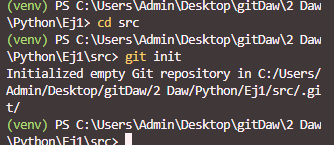 (venv) PS C:\Users\Admin\Desktop\gitDaw\2 Daw
\Python\Ej1> cd src
(venv) PS C:\Users\Admin\Desktop\gitDaw\2 Daw
\Python\Ej1\src> git init
Initialized empty Git repository in C:/Users/
Admin/Desktop/gitDaw/2 Daw/Python/Ej1/src/.gi
t/
(venv) PS C:\Users\Admin\Desktop\gitDaw\2 Daw
\Python\Ej1\src>